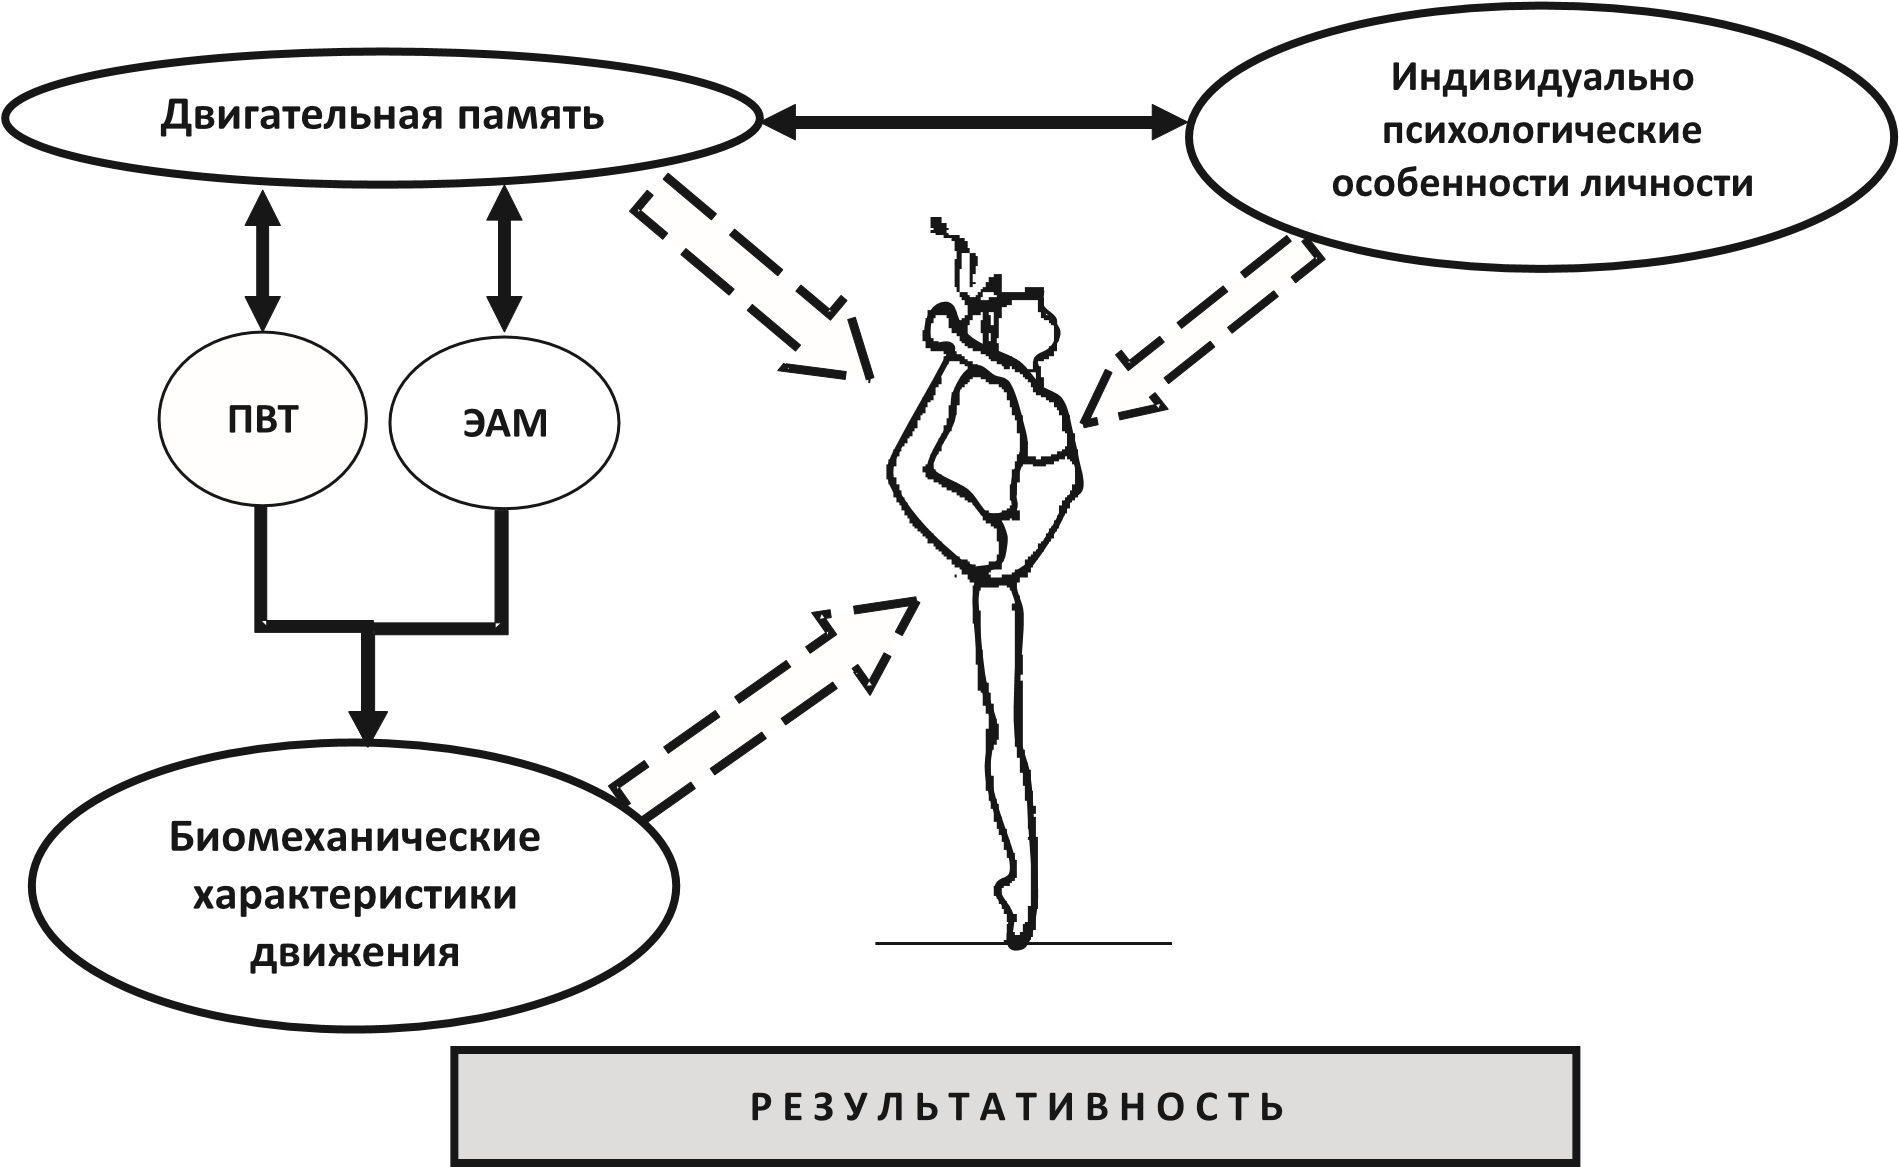 Двигательная память
Индивидуально
психологические
особенности личности
ПВТ
ЭАМ
Биомеханические
характеристики
движения
РЕЗУЛЬТАТИВНОСТЬ